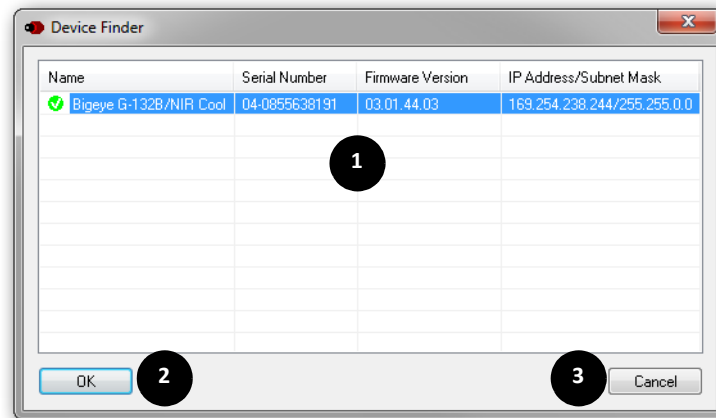 Device Finder
Name Serial Number Firmware Version IP Address/Subnet Mask
Bigeye G-132B/NIR Cool 04-0855638191 03.01.44.03 169.254.238.244/255.255.0.0
1
OK 2 3 Cancel